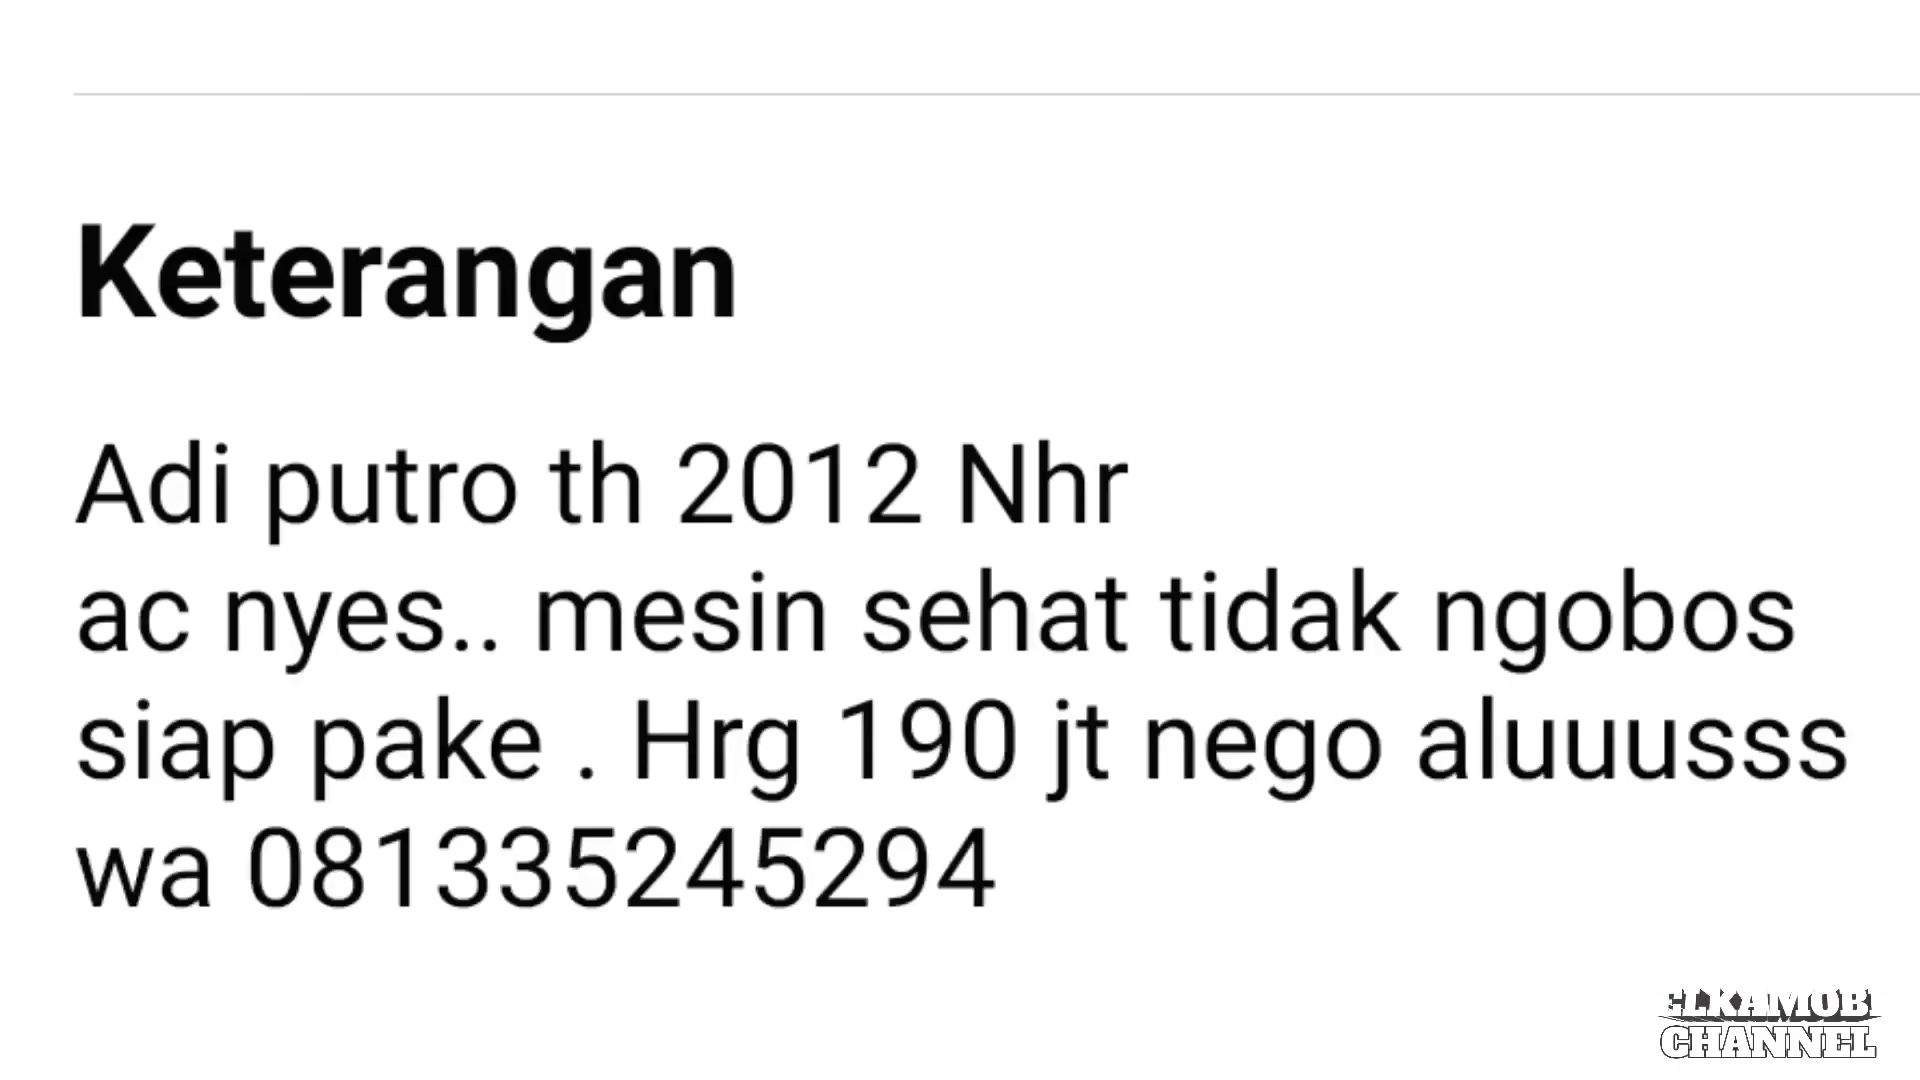 Keterangan
Adi putro th 2012 Nhr
ac nyes.. mesin sehat tidak ngobos
siap pake . Hrg 190 jt nego aluuusss
wa 081335245294
ELKAMOBI
CHANNEL